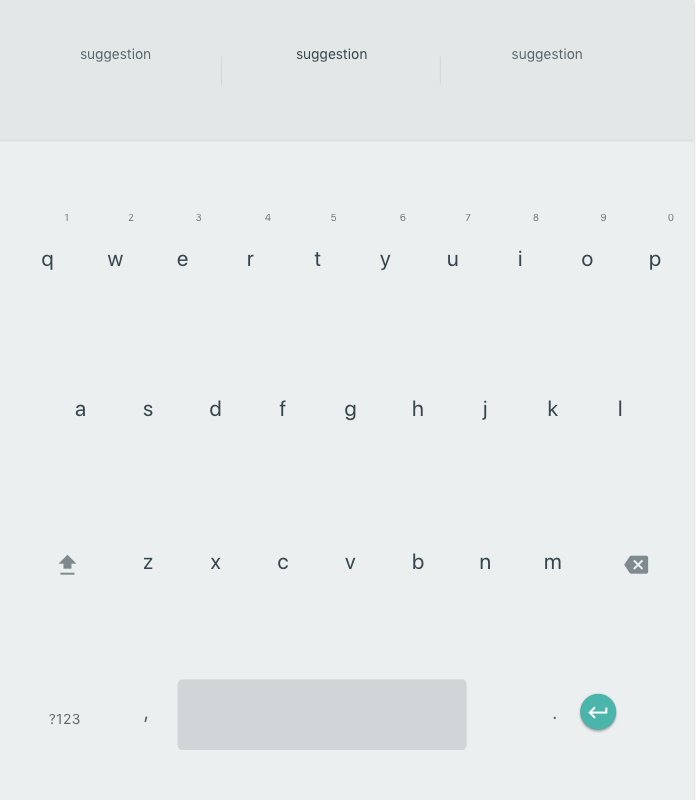 suggestion suggestion suggestion
1 2 3 4 5 6 7 8 9 0
q w e r t y u i o p
a s d f g h j k l
z x c v b n m
?123 , .